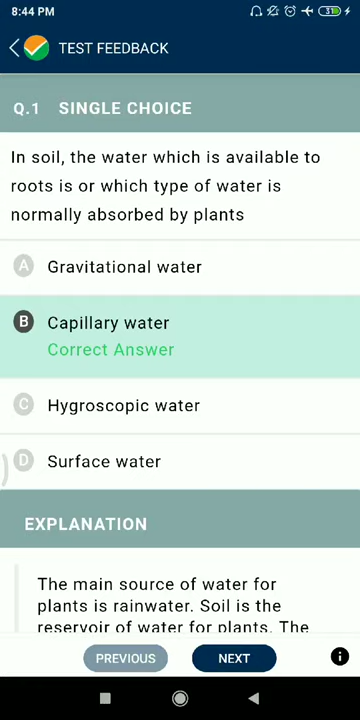 8:44 PM
31
TEST FEEDBACK
Q.1 SINGLE CHOICE
In soil, the water which is available to
roots is or which type of water is
normally absorbed by plants
A Gravitational water
B Capillary water
Correct Answer
C Hygroscopic water
D Surface water
EXPLANATION
The main source of water for
plants is rainwater. Soil is the
reservoir of water for plants. The
PREVIOUS NEXT